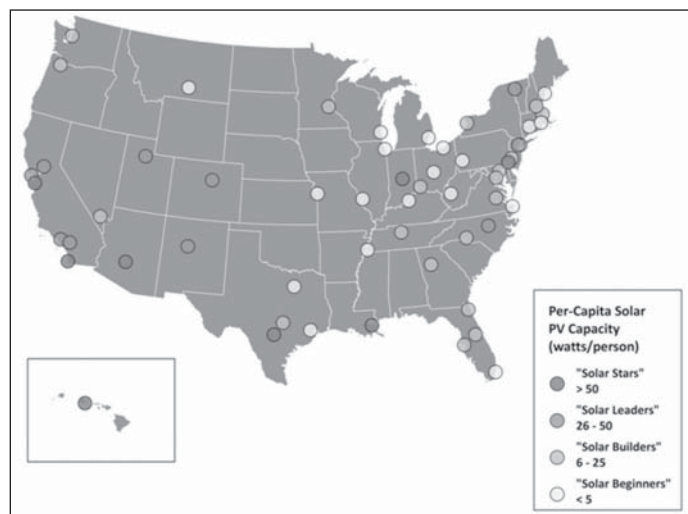 Per-Capita Solar
PV Capacity
(watts/person)
"Solar Stars"
> 50
"Solar Leaders"
26 - 50
"Solar Builders"
6 - 25
"Solar Beginners"
< 5